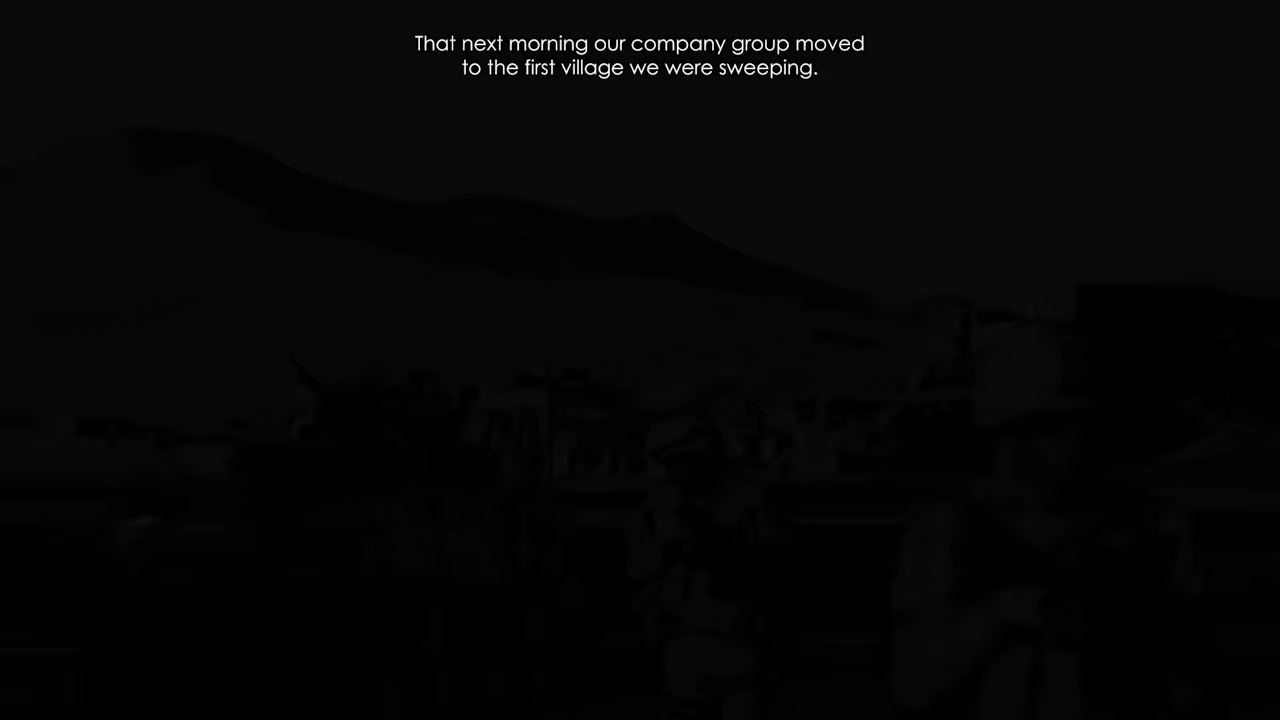 That next morning our company group moved
to the first village we were sweeping.